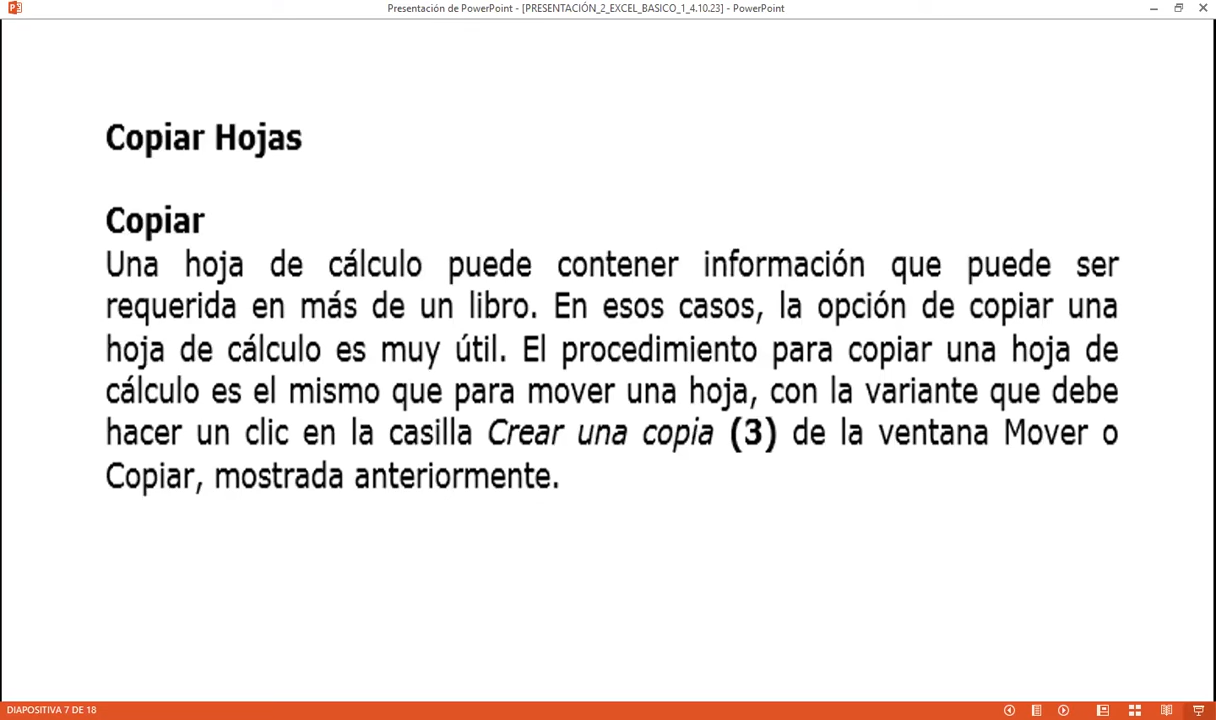 Presentación de PowerPoint - [PRESENTACIÓN_2_EXCEL_BASICO_1_4.10.23] - PowerPoint
Copiar Hojas
Copiar
Una hoja de cálculo puede contener información que puede ser
requerida en más de un libro. En esos casos, la opción de copiar una
hoja de cálculo es muy útil. El procedimiento para copiar una hoja de
cálculo es el mismo que para mover una hoja, con la variante que debe
hacer un clic en la casilla Crear una copia (3) de la ventana Mover o
Copiar, mostrada anteriormente.
DIAPOSITIVA 7 DE 18